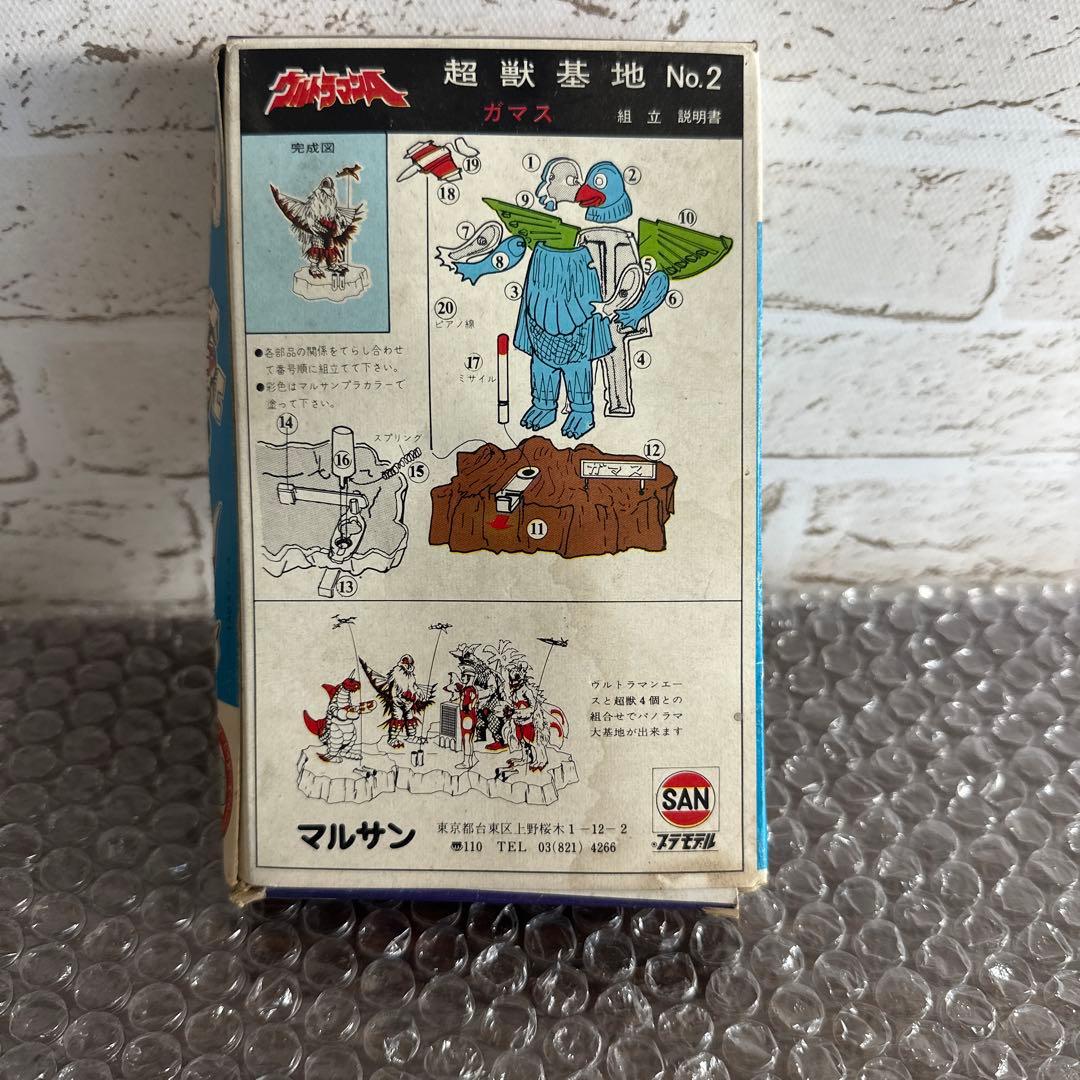 ウルトラマンA
超獣基地 No.2
ガマス
組立説明書
完成図
19
18
1
2
9
10
7
8
5
6
3
4
20
ピアノ線
17
ミサイル
●各部品の関係をてらし合わせ
て番号順に組立てて下さい。
●彩色はマルサンプラカラーで
塗って下さい。
14
スプリング
15
16
12
ガマス
11
13
ウルトラマンエー
スと超獣4個との
組合せでパノラマ
大基地が出来ます
SAN
プラモデル
マルサン
東京都台東区上野桜木1-12-2
〠110 TEL 03(821)4266